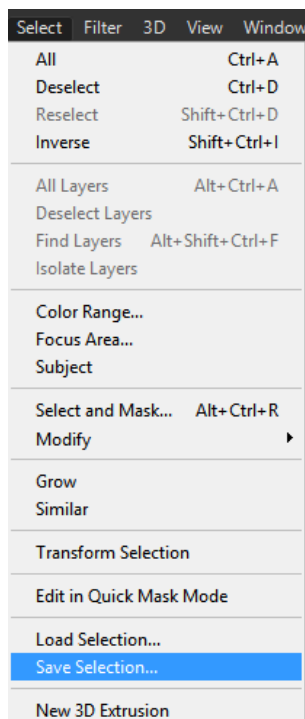 Select Filter 3D View Window
All Ctrl+A
Deselect Ctrl+D
Reselect Shift+Ctrl+D
Inverse Shift+Ctrl+I
All Layers Alt+Ctrl+A
Deselect Layers
Find Layers Alt+Shift+Ctrl+F
Isolate Layers
Color Range...
Focus Area...
Subject
Select and Mask... Alt+Ctrl+R
Modify
Grow
Similar
Transform Selection
Edit in Quick Mask Mode
Load Selection...
Save Selection...
New 3D Extrusion